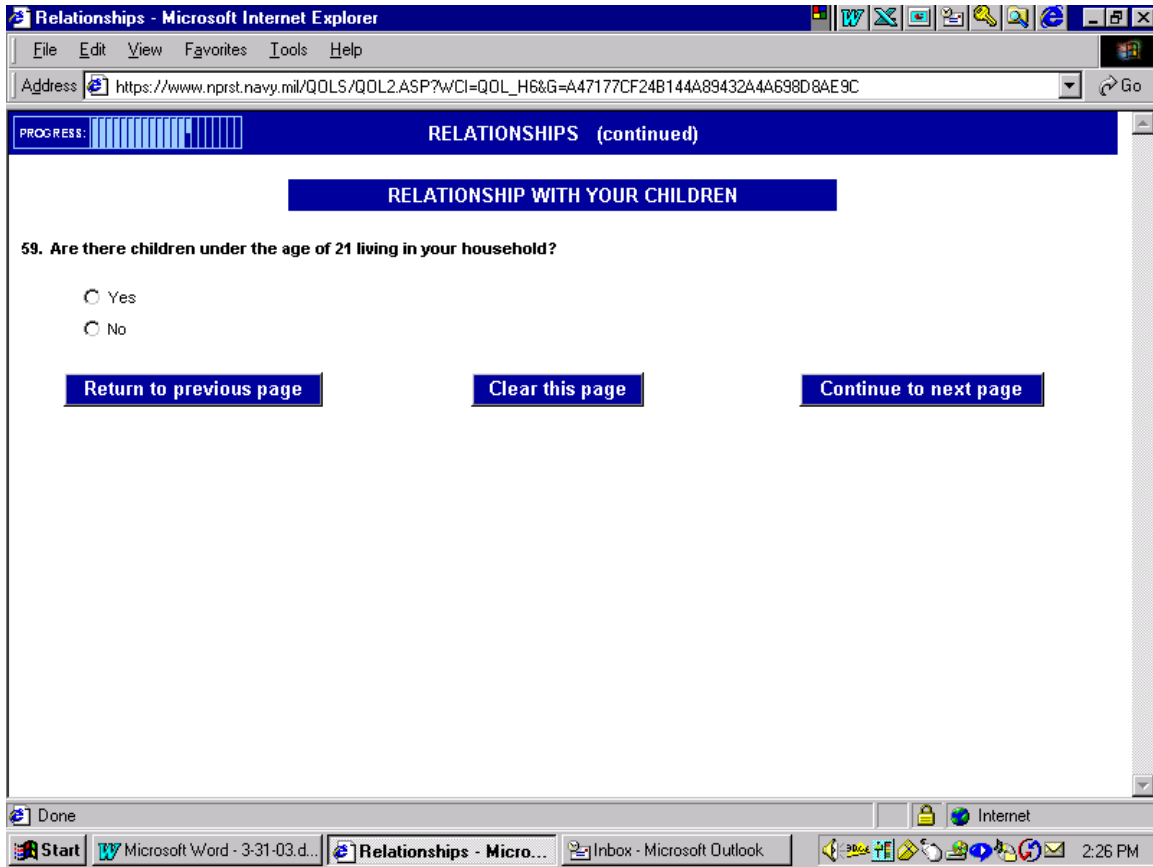 Relationships - Microsoft Internet Explorer
File Edit View Favorites Tools Help
Address https://www.nprst.navy.mil/QOLS/QOL2.ASP?WCI=QOL_H6&G=A47177CF24B144A89432A4A698D8AE9C Go
PROGRESS: RELATIONSHIPS (continued)
RELATIONSHIP WITH YOUR CHILDREN
59. Are there children under the age of 21 living in your household?
Yes
No
Return to previous page Clear this page Continue to next page
Done Internet
Start Microsoft Word - 3-31-03.d... Relationships - Micro... Inbox - Microsoft Outlook 2:26 PM